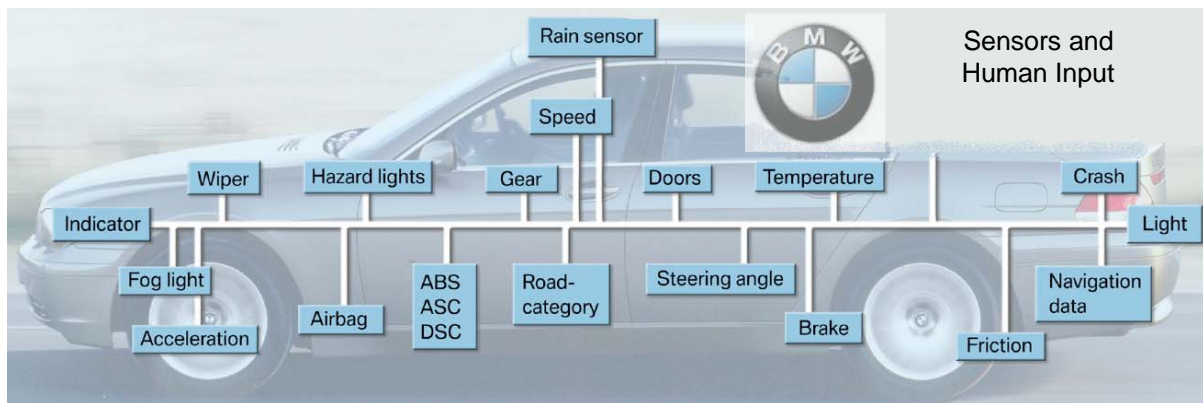 Rain sensor
BMW
Sensors and
Human Input
Speed
Wiper
Hazard lights
Gear
Doors
Temperature
Crash
Indicator
Light
Fog light
ABS
ASC
DSC
Road-
category
Steering angle
Navigation
data
Acceleration
Airbag
Brake
Friction